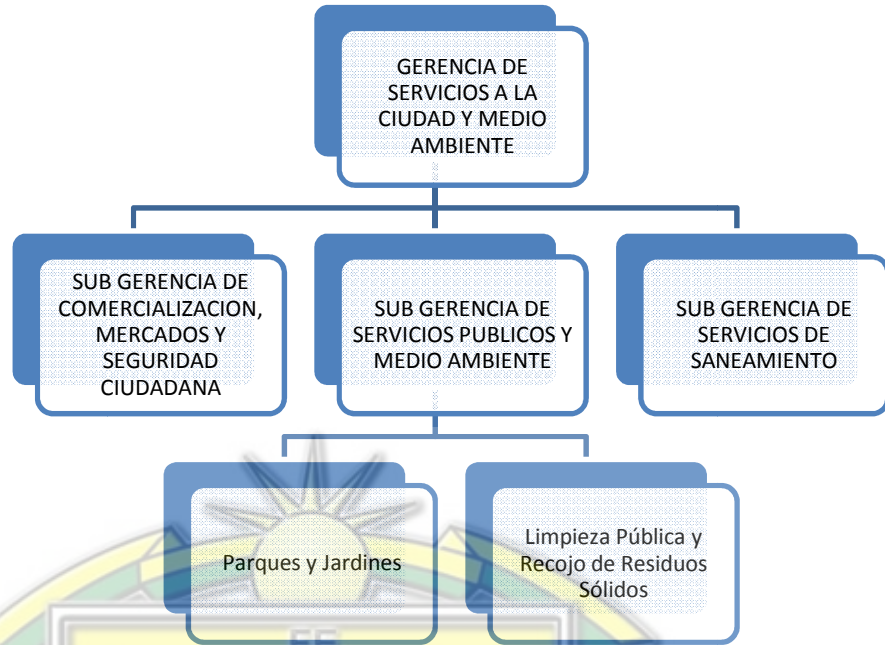 GERENCIA DE
SERVICIOS A LA
CIUDAD Y MEDIO
AMBIENTE
SUB GERENCIA DE
COMERCIALIZACION,
MERCADOS Y
SEGURIDAD
CIUDADANA
SUB GERENCIA DE
SERVICIOS PUBLICOS Y
MEDIO AMBIENTE
SUB GERENCIA DE
SERVICIOS DE
SANEAMIENTO
Parques y Jardines
Limpieza Pública y
Recojo de Residuos
Sólidos